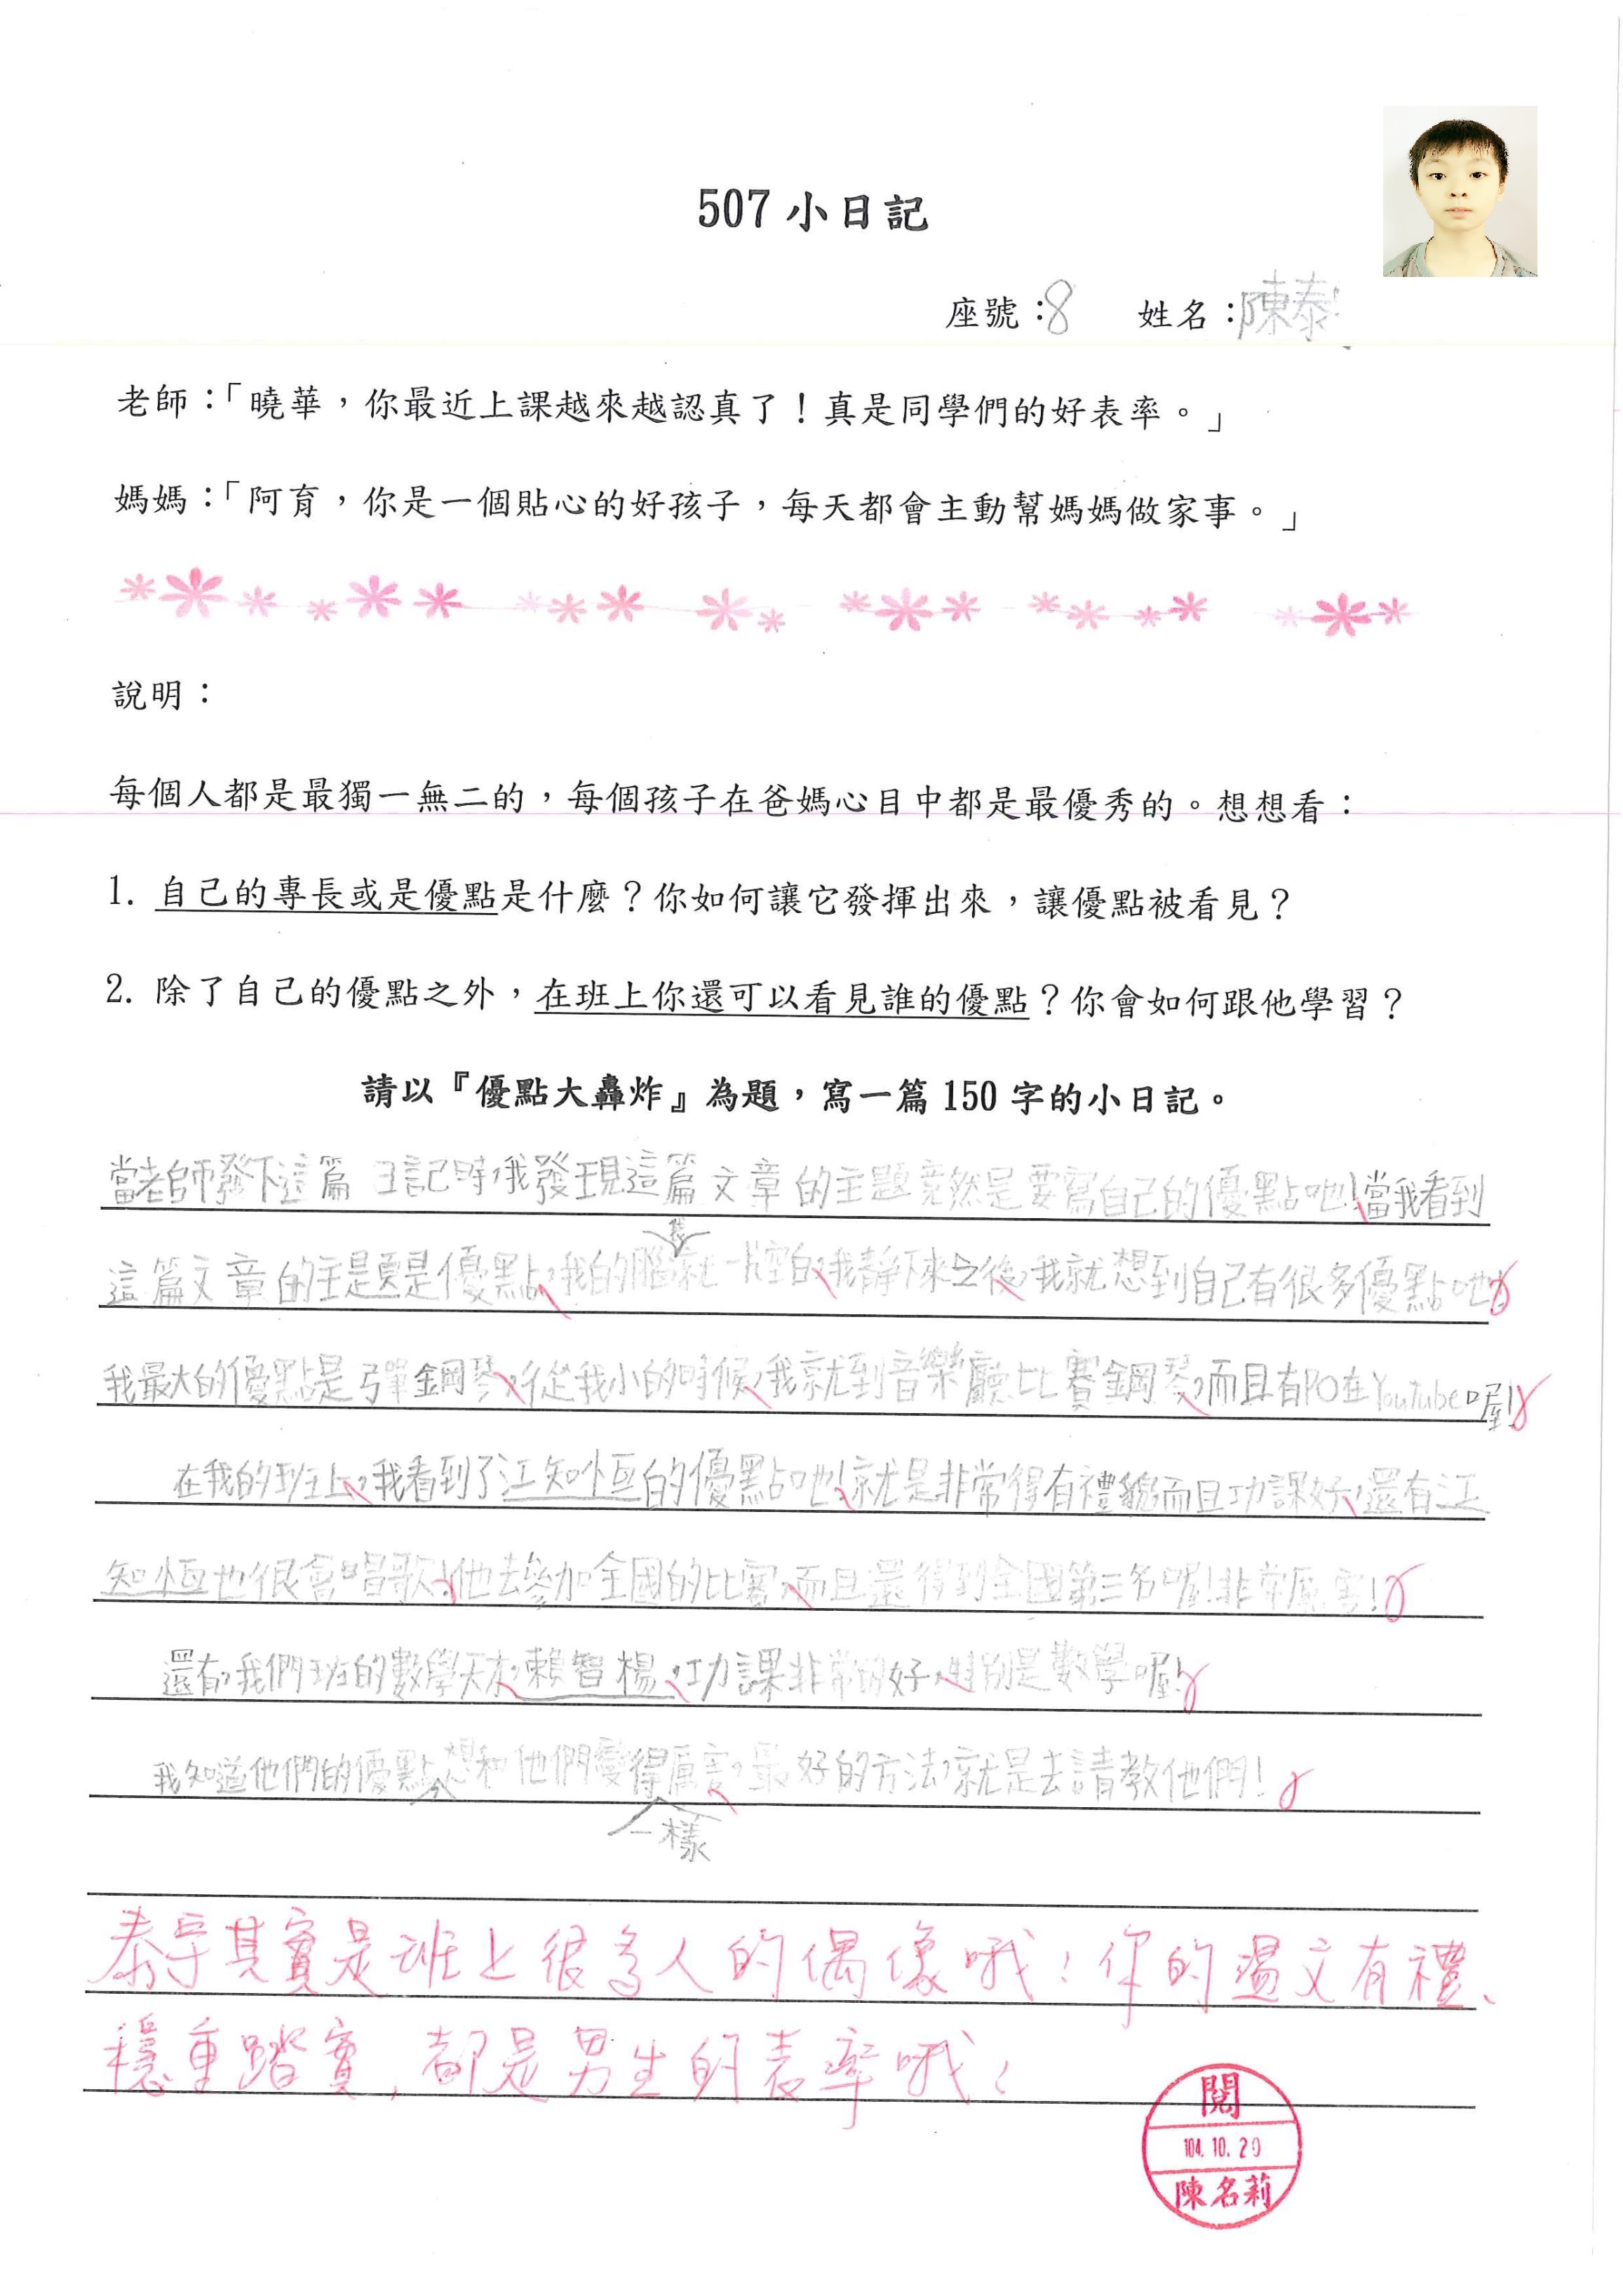 507 小日記
座號：8 姓名：陳泰
老師：「曉華，你最近上課越來越認真了！真是同學們的好表率。」
媽媽：「阿育，你是一個貼心的好孩子，每天都會主動幫媽媽做家事。」
說明：
每個人都是最獨一無二的，每個孩子在爸媽心目中都是最優秀的。想想看：
1. 自己的專長或是優點是什麼？你如何讓它發揮出來，讓優點被看見？
2. 除了自己的優點之外，在班上你還可以看見誰的優點？你會如何跟他學習？
請以『優點大轟炸』為題，寫一篇 150 字的小日記。
當老師發下這篇日記時，我發現這篇文章的主題竟然是要寫自己的優點吔！當我看到
這篇文章的主題是優點，我的腦就一片空白，我靜下來之後，我就想到自己有很多優點吔！
我最大的優點是彈鋼琴，從我小的時候，我就到音樂廳比賽鋼琴，而且有PO在YouTube喔！
在我的班上，我看到了江知恒的優點吔！就是非常得有禮貌而且功課好，還有江
知恒也很會唱歌！他去參加全國的比賽，而且還得到全國第三名喔！非常厲害！
還有，我們班的數學天才，賴智楊，功課非常的好，特別是數學喔！
我知道他們的優點，想和他們變得厲害，最好的方法，就是去請教他們！
一樣
泰宇其實是班上很多人的偶像哦！你的溫文有禮、
穩重踏實，都是男生的表率哦！
閱
104.10.20
陳名莉